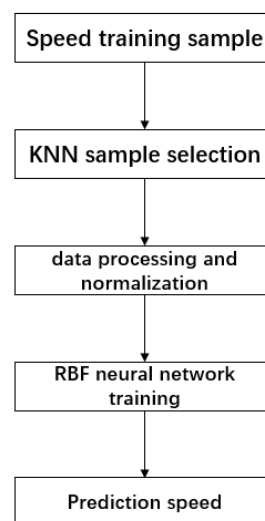 Speed training sample
KNN sample selection
data processing and
normalization
RBF neural network
training
Prediction speed